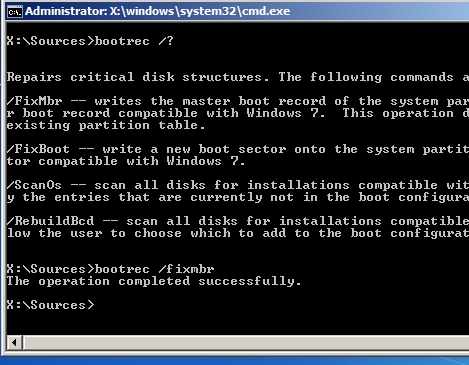 Administrator: X:\windows\system32\cmd.exe
X:\Sources>bootrec /?
Repairs critical disk structures. The following commands a
/FixMbr -- writes the master boot record of the system par
r boot record compatible with Windows 7.  This operation d
existing partition table.
/FixBoot -- write a new boot sector onto the system partit
tor compatible with Windows 7.
/ScanOs -- scan all disks for installations compatible wit
y the entries that are currently not in the boot configura
/RebuildBcd -- scan all disks for installations compatible
low the user to choose which to add to the boot configurat
X:\Sources>bootrec /fixmbr
The operation completed successfully.
X:\Sources>